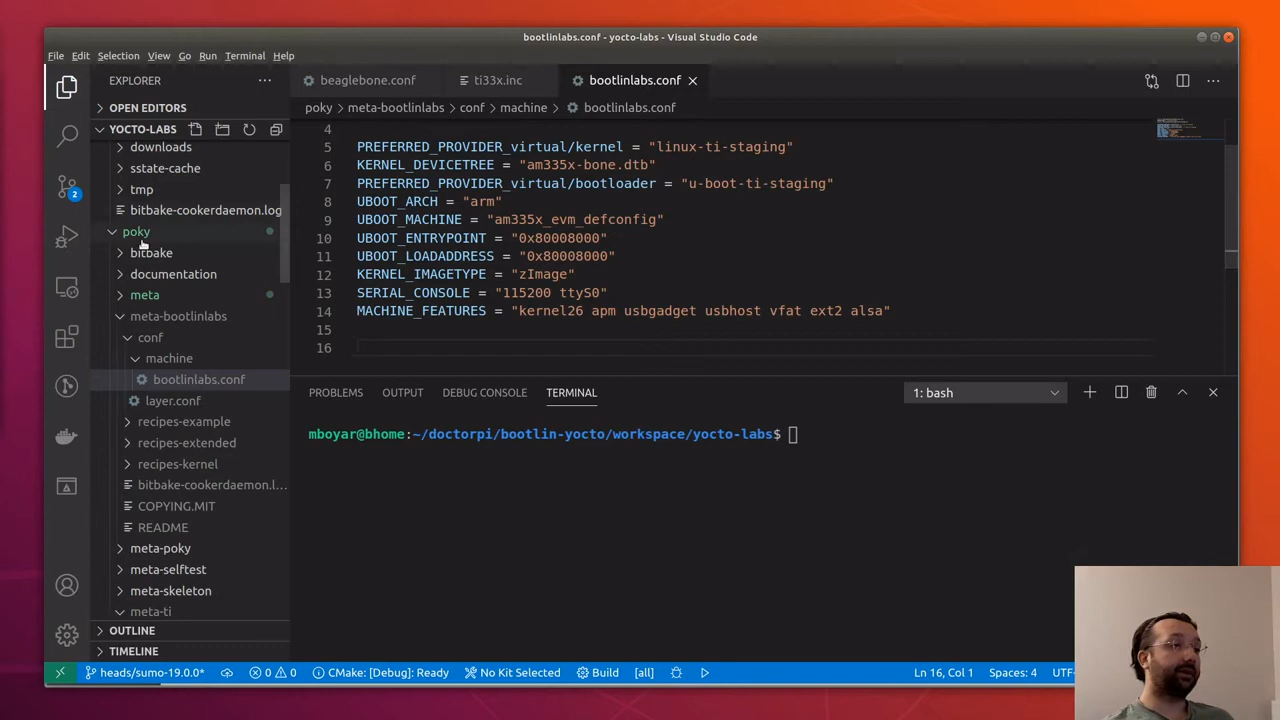 bootlinlabs.conf - yocto-labs - Visual Studio Code
File Edit Selection View Go Run Terminal Help
EXPLORER
OPEN EDITORS
YOCTO-LABS
downloads
sstate-cache
tmp
bitbake-cookerdaemon.log
poky
bitbake
documentation
meta
meta-bootlinlabs
conf
machine
bootlinlabs.conf
layer.conf
recipes-example
recipes-extended
recipes-kernel
bitbake-cookerdaemon.l...
COPYING.MIT
README
meta-poky
meta-selftest
meta-skeleton
meta-ti
OUTLINE
TIMELINE
beaglebone.conf ti33x.inc bootlinlabs.conf
poky > meta-bootlinlabs > conf > machine > bootlinlabs.conf
4
5 PREFERRED_PROVIDER_virtual/kernel = "linux-ti-staging"
6 KERNEL_DEVICETREE = "am335x-bone.dtb"
7 PREFERRED_PROVIDER_virtual/bootloader = "u-boot-ti-staging"
8 UBOOT_ARCH = "arm"
9 UBOOT_MACHINE = "am335x_evm_defconfig"
10 UBOOT_ENTRYPOINT = "0x80008000"
11 UBOOT_LOADADDRESS = "0x80008000"
12 KERNEL_IMAGETYPE = "zImage"
13 SERIAL_CONSOLE = "115200 ttyS0"
14 MACHINE_FEATURES = "kernel26 apm usbgadget usbhost vfat ext2 alsa"
15
16
PROBLEMS OUTPUT DEBUG CONSOLE TERMINAL 1: bash
mboyar@bhome:~/doctorpi/bootlin-yocto/workspace/yocto-labs$
2
heads/sumo-19.0.0* 0 0 CMake: [Debug]: Ready No Kit Selected Build [all] Ln 16, Col 1 Spaces: 4 UTF-